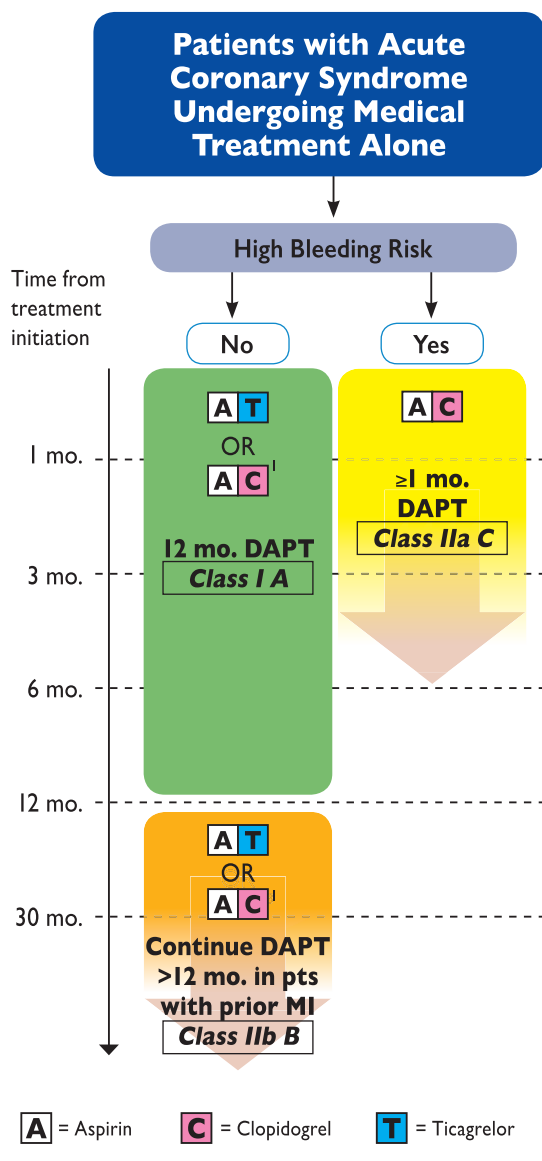 Patients with Acute
Coronary Syndrome
Undergoing Medical
Treatment Alone
High Bleeding Risk
Time from
treatment
initiation
No
Yes
A T
OR
A C 1
12 mo. DAPT
Class I A
A C
≥1 mo.
DAPT
Class IIa C
1 mo.
3 mo.
6 mo.
12 mo.
30 mo.
A T
OR
A C 1
Continue DAPT
>12 mo. in pts
with prior MI
Class IIb B
A = Aspirin
C = Clopidogrel
T = Ticagrelor